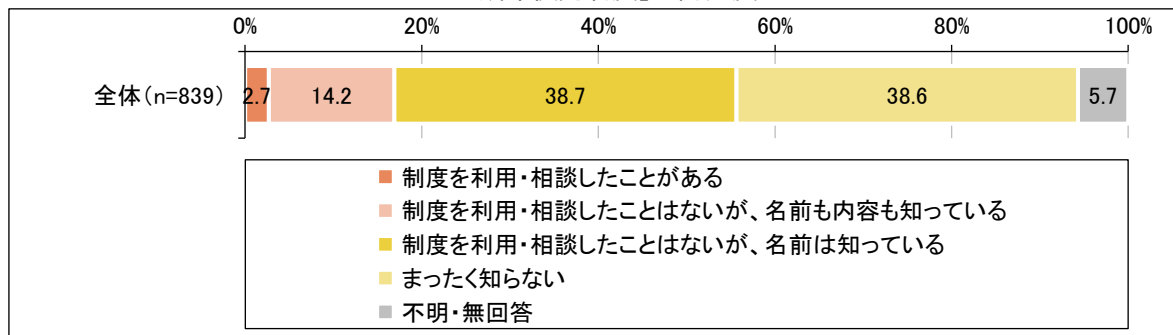 0% 20% 40% 60% 80% 100%
全体(n=839) 2.7 14.2 38.7 38.6 5.7
制度を利用・相談したことがある
制度を利用・相談したことはないが、名前も内容も知っている
制度を利用・相談したことはないが、名前は知っている
まったく知らない
不明・無回答